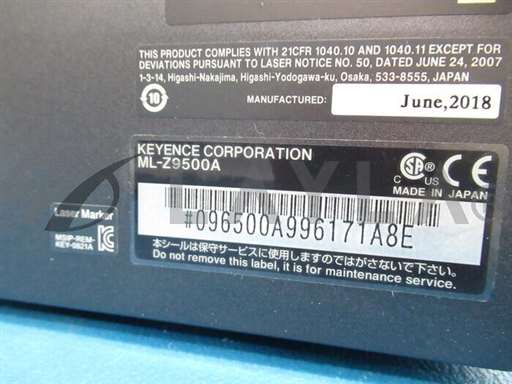 THIS PRODUCT COMPLIES WITH 21CFR 1040.10 AND 1040.11 EXCEPT FOR
DEVIATIONS PURSUANT TO LASER NOTICE NO. 50, DATED JUNE 24, 2007
1-3-14, Higashi-Nakajima, Higashi-Yodogawa-ku, Osaka, 533-8555, JAPAN
10
MANUFACTURED: June,2018
KEYENCE CORPORATION
ML-Z9500A
C US
MADE IN JAPAN
#096500A996171A8E
Laser Marker
MSIP-REM-
KEY-9821A
本シールは保守サービスに使用しますのではがさないで下さい。
Do not remove this label, it is for maintenance service.